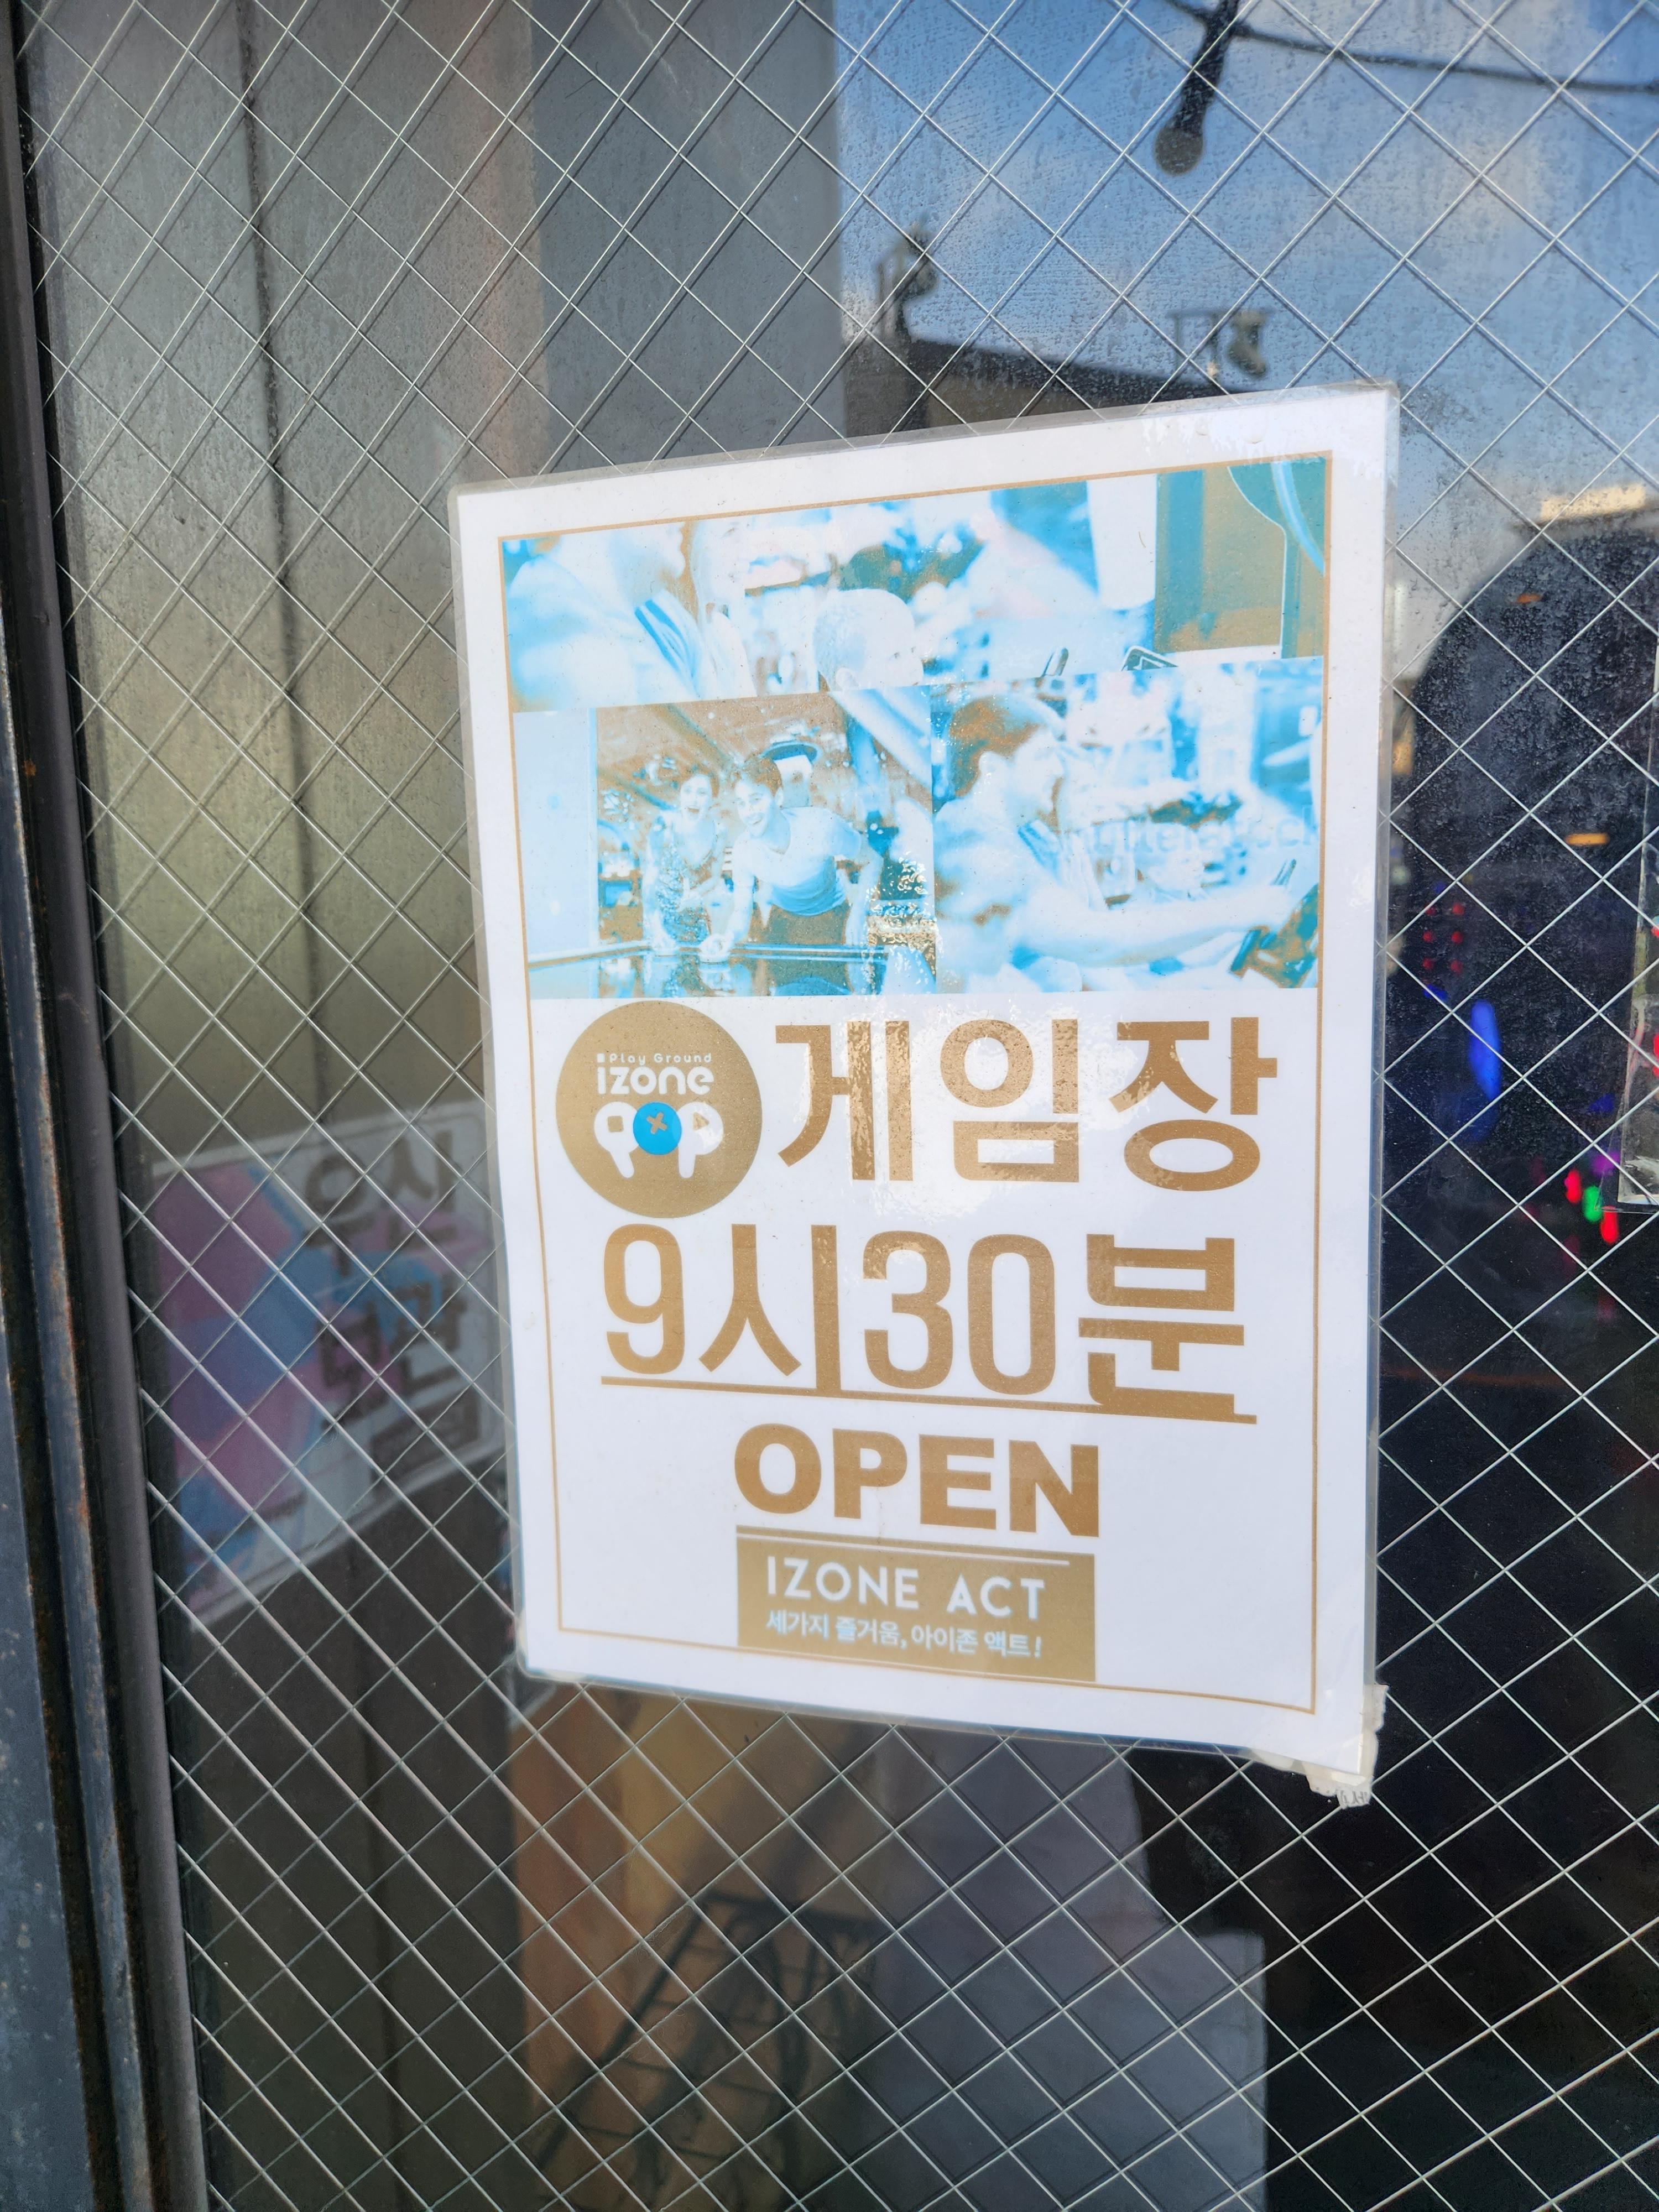 Play Ground
izone
POP
게임장
9시30분
OPEN
IZONE ACT
세가지 즐거움, 아이존 액트!